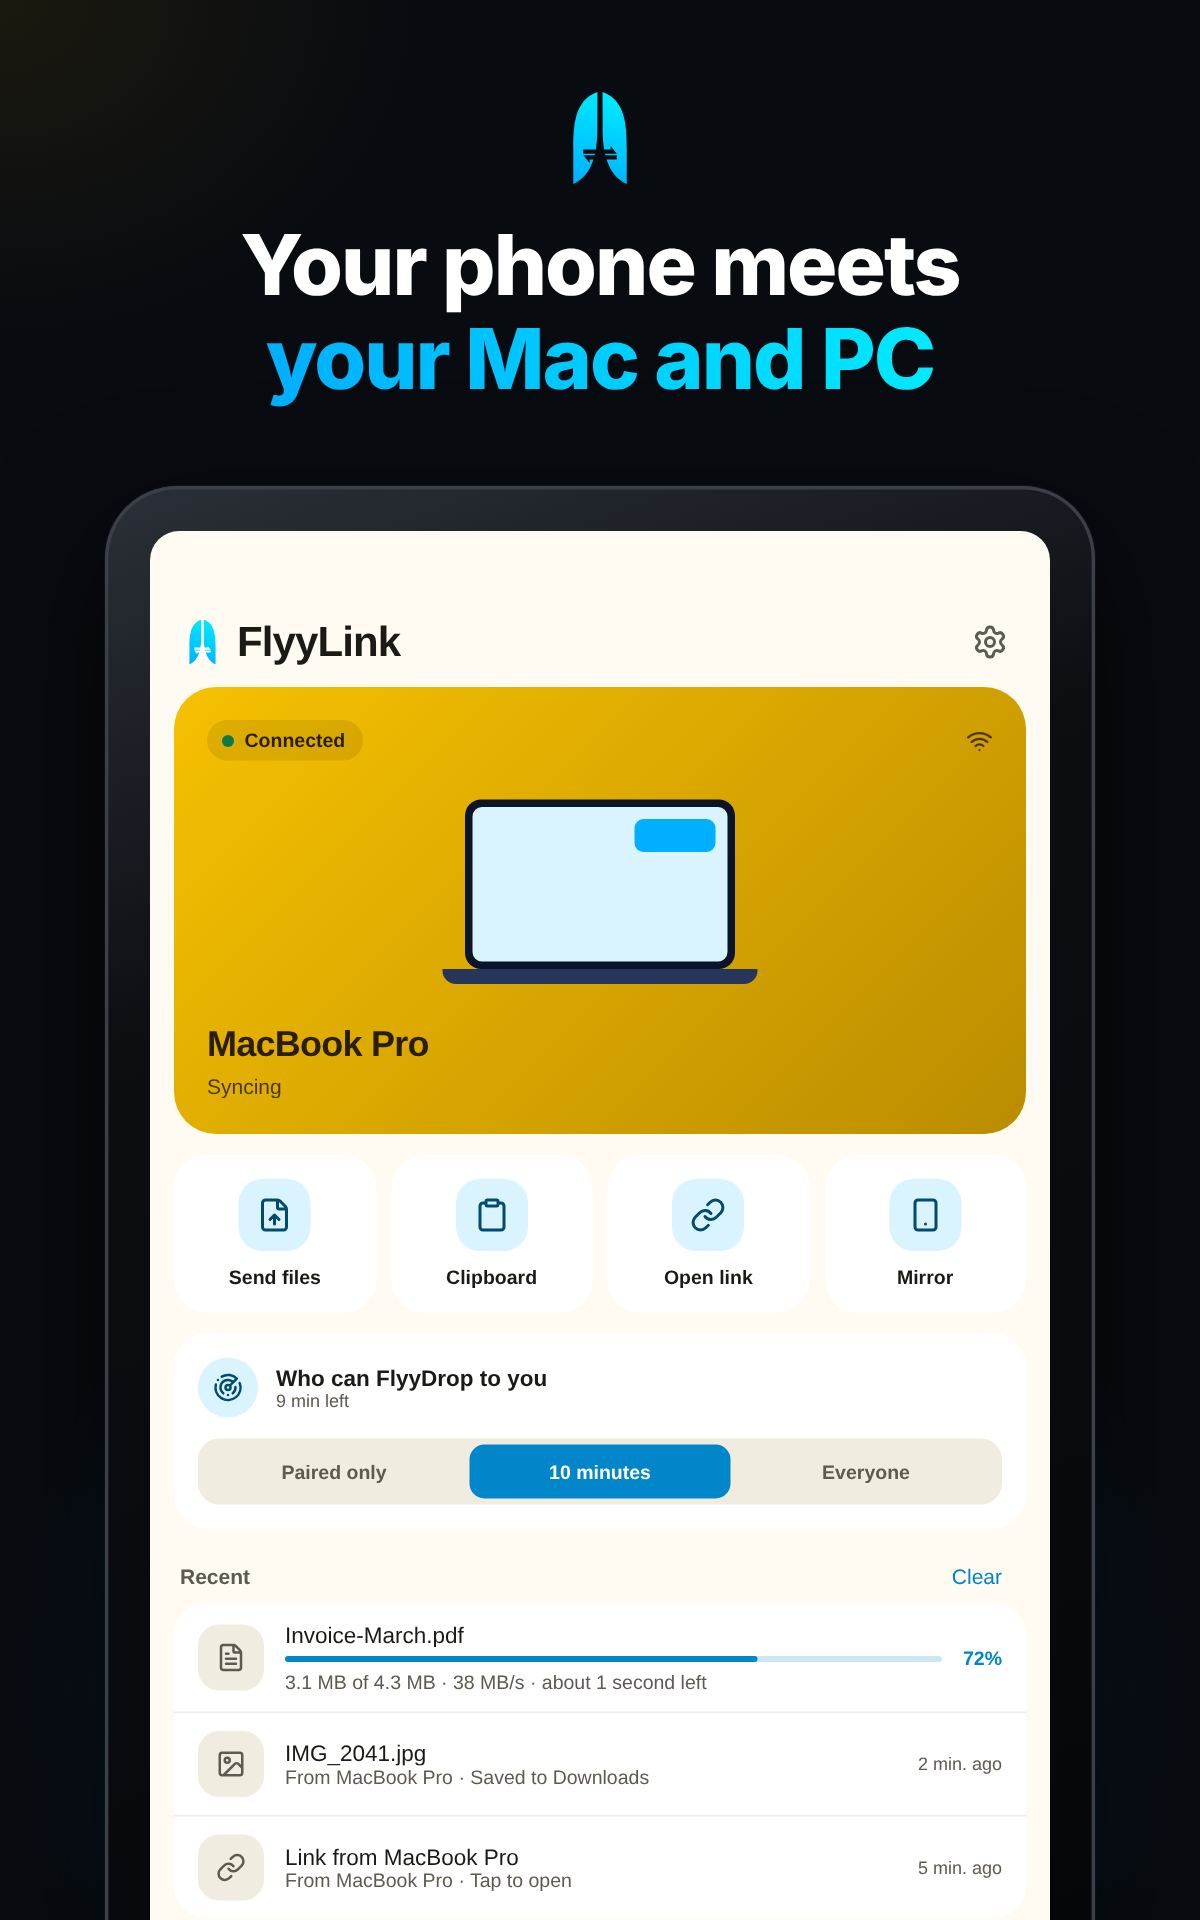 Your phone meets
your Mac and PC
FlyyLink
Connected
MacBook Pro
Syncing
Send files
Clipboard
Open link
Mirror
Who can FlyyDrop to you
9 min left
Paired only
10 minutes
Everyone
Recent
Clear
Invoice-March.pdf
72%
3.1 MB of 4.3 MB · 38 MB/s · about 1 second left
IMG_2041.jpg
From MacBook Pro · Saved to Downloads
2 min. ago
Link from MacBook Pro
From MacBook Pro · Tap to open
5 min. ago